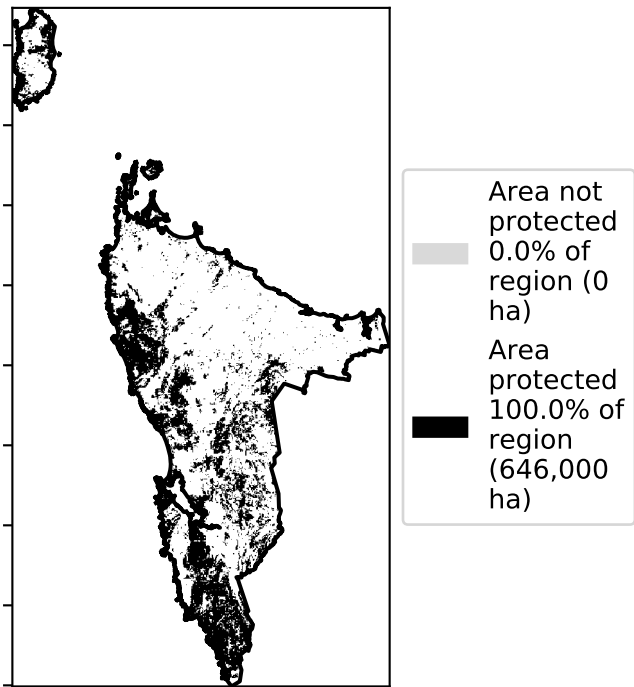 Area not
protected
0.0% of
region (0
ha)
Area
protected
100.0% of
region
(646,000
ha)